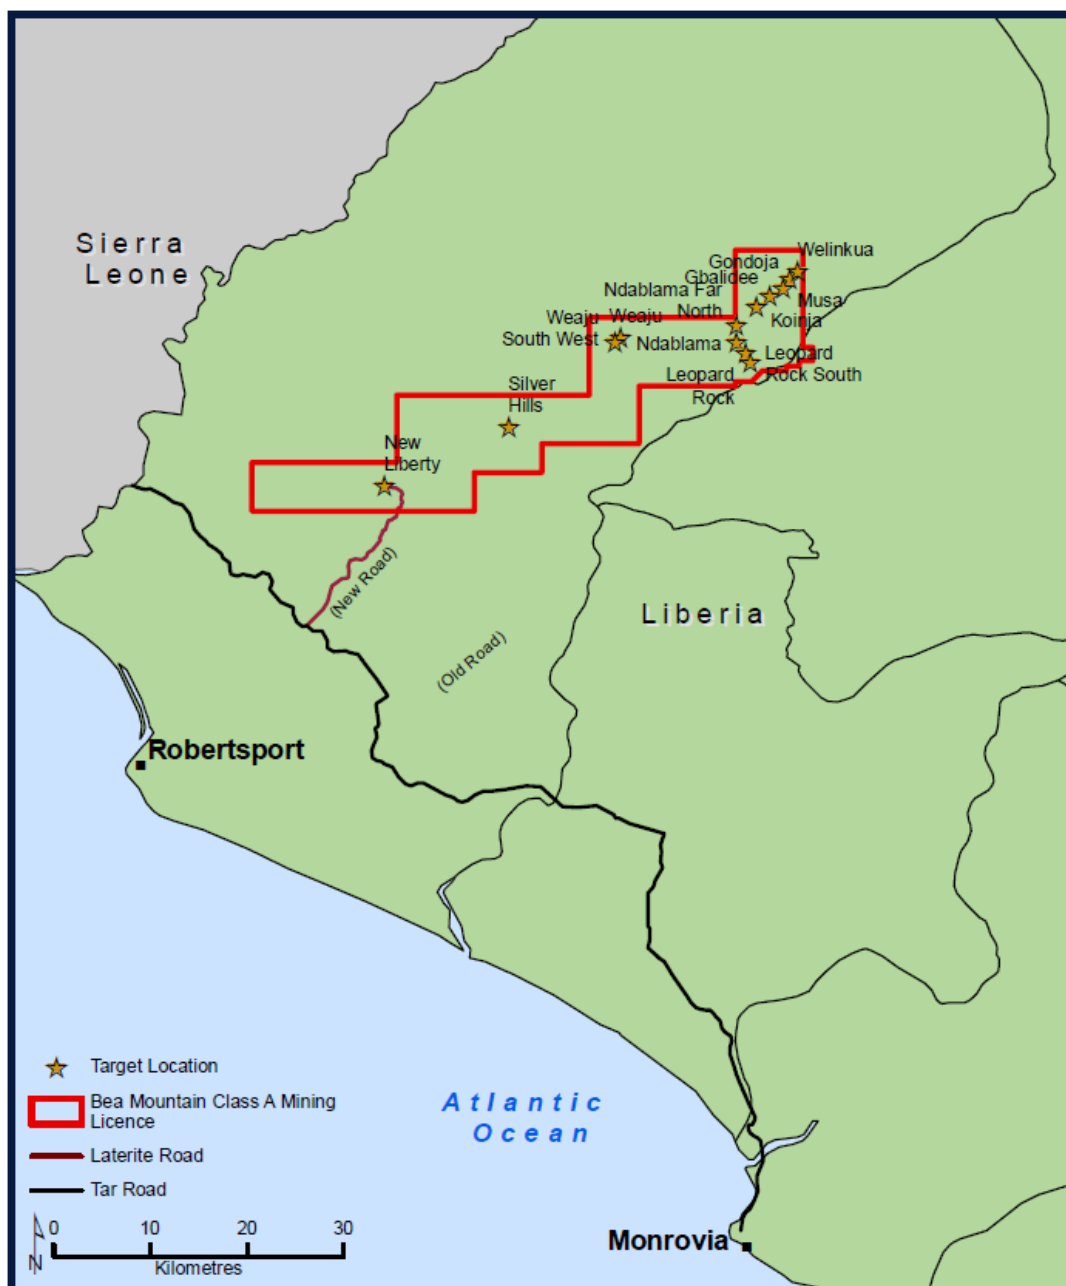 Sierra
Leone
Welinkua
Gondoja
Gbalidee
Ndablama Far
North
Musa
Koinja
Weaju
South West
Weaju
Ndablama
Leopard
Rock South
Leopard
Rock
Silver
Hills
New
Liberty
(New Road)
(Old Road)
Liberia
Robertsport
Target Location
Bea Mountain Class A Mining
Licence
Laterite Road
Tar Road
Atlantic
Ocean
Monrovia
N
0 10 20 30
Kilometres